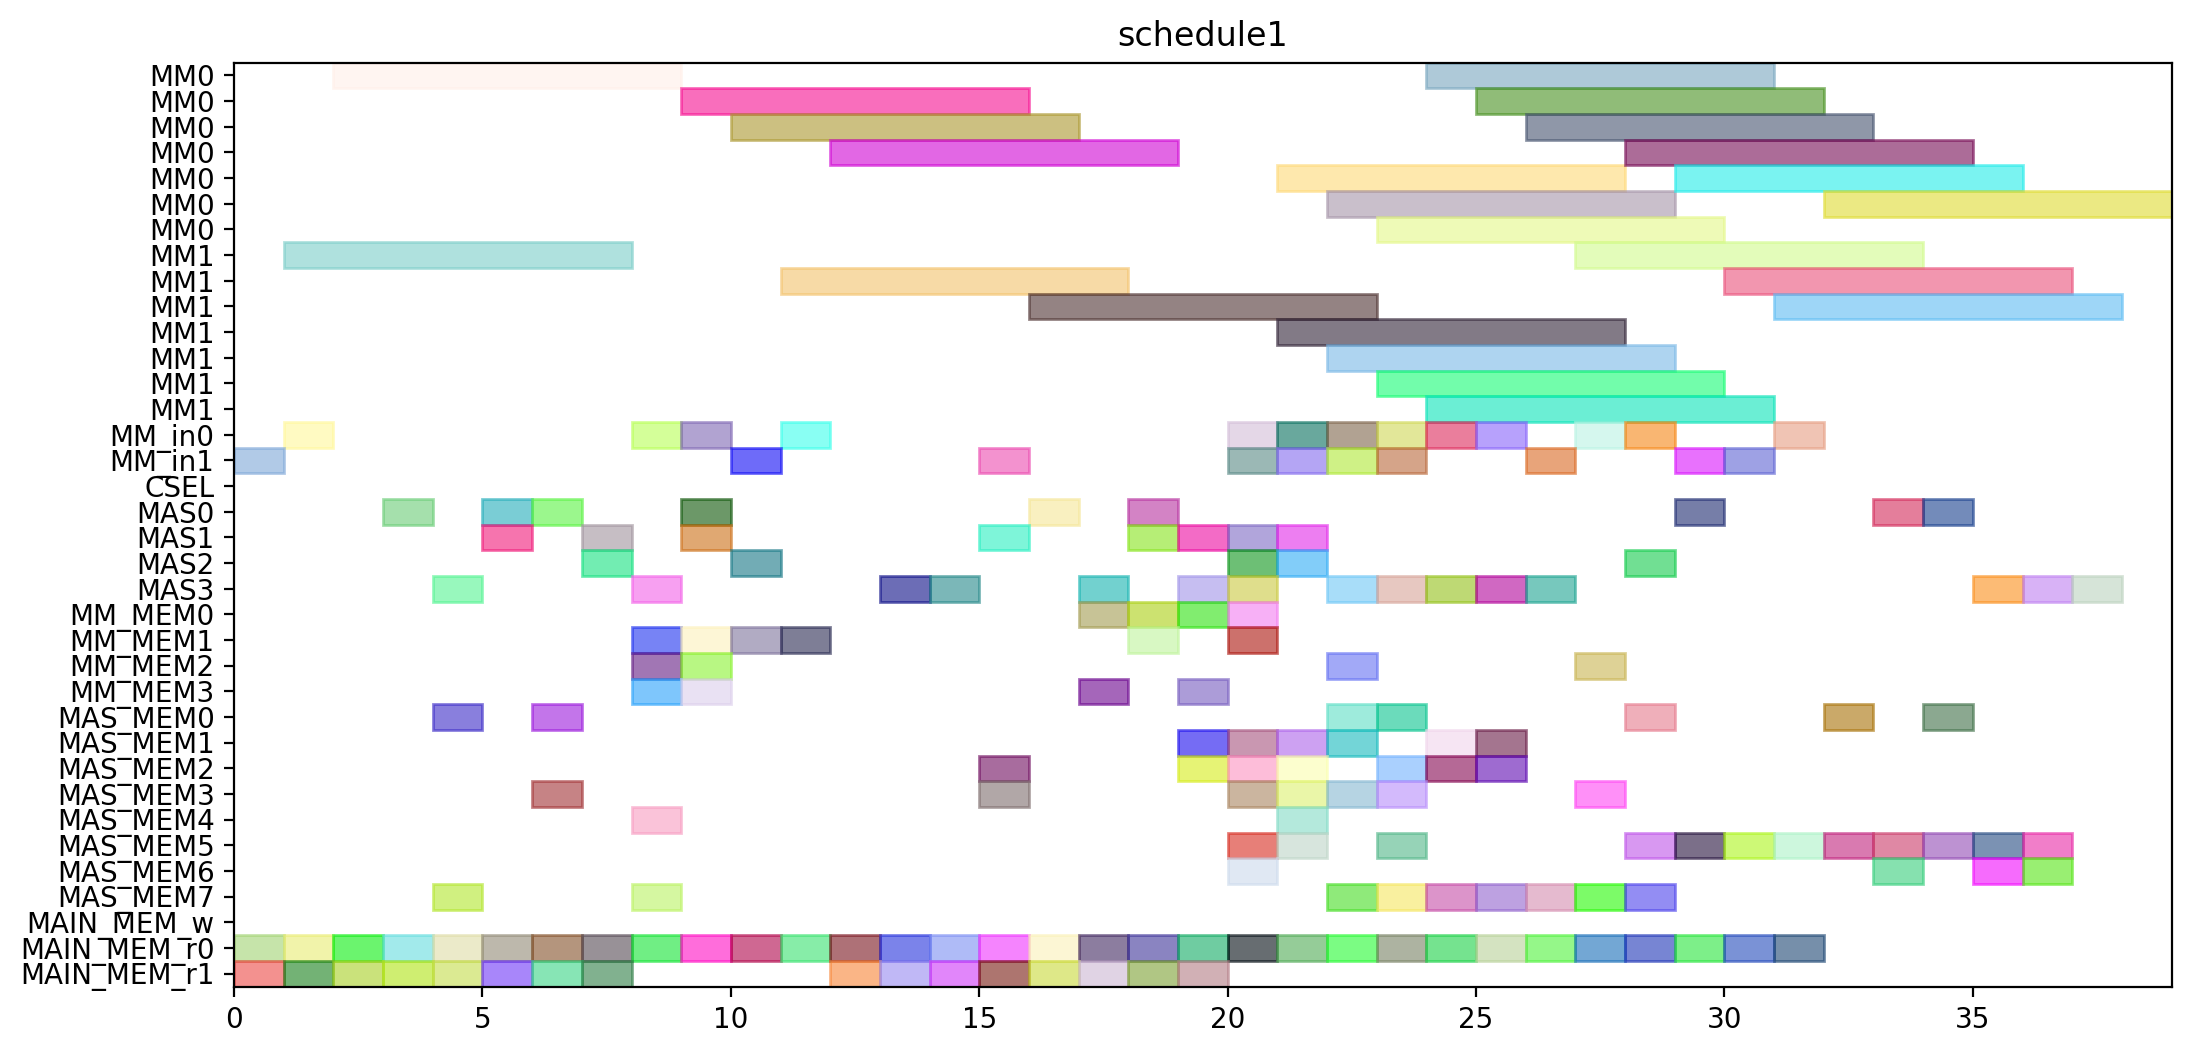 schedule1
MM0
MM0
MM0
MM0
MM0
MM0
MM0
MM1
MM1
MM1
MM1
MM1
MM1
MM1
MM_in0
MM_in1
CSEL
MAS0
MAS1
MAS2
MAS3
MM_MEM0
MM_MEM1
MM_MEM2
MM_MEM3
MAS_MEM0
MAS_MEM1
MAS_MEM2
MAS_MEM3
MAS_MEM4
MAS_MEM5
MAS_MEM6
MAS_MEM7
MAIN_MEM_w
MAIN_MEM_r0
MAIN_MEM_r1
0 5 10 15 20 25 30 35